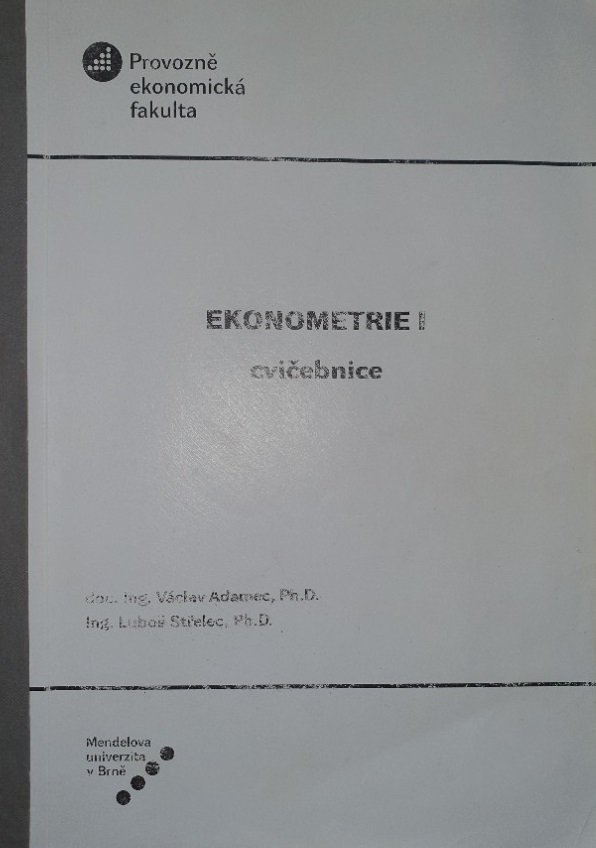 Provozně
ekonomická
fakulta
EKONOMETRIE I
cvičebnice
doc. Ing. Václav Adamec, Ph.D.
Ing. Luboš Střelec, Ph.D.
Mendelova
univerzita
v Brně